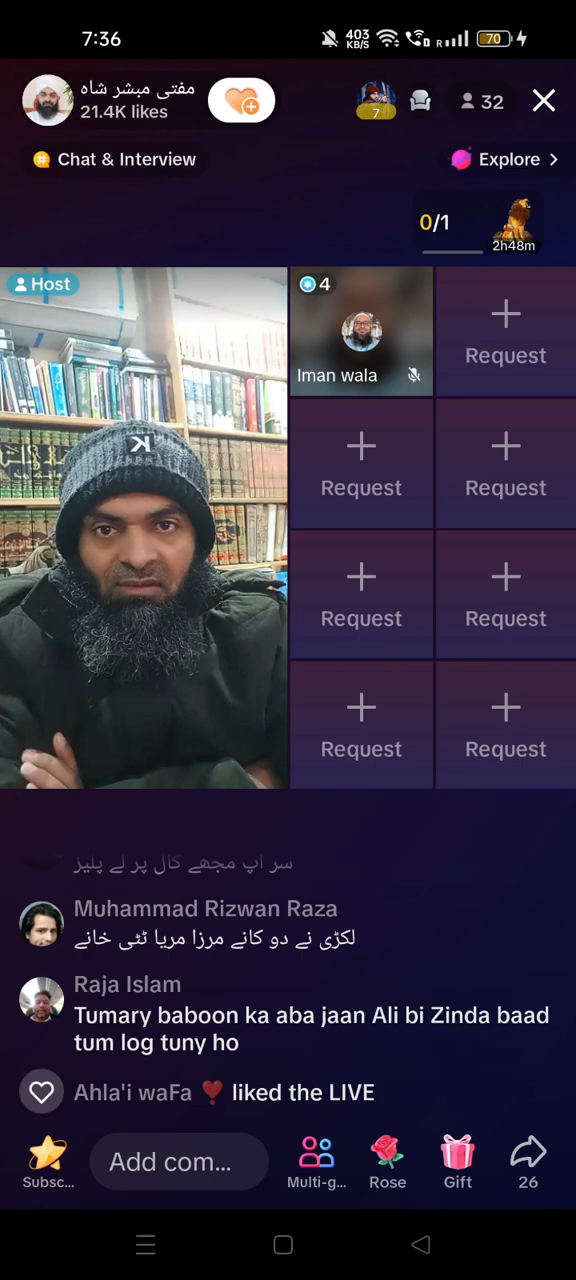 7:36
403
KB/S
R
70
مفتی مبشر شاہ
21.4K likes
7
32
Chat & Interview
Explore
0/1
2h48m
Host
4
Iman wala
Request
Request
Request
Request
Request
Request
Request
K
سر آپ مجھے کال پر لے پلیز
Muhammad Rizwan Raza
لکڑی نے دو کانے مرزا مریا ٹٹی خانے
Raja Islam
Tumary baboon ka aba jaan Ali bi Zinda baad
tum log tuny ho
Ahla'i waFa liked the LIVE
Subsc...
Add com...
Multi-g...
Rose
Gift
26